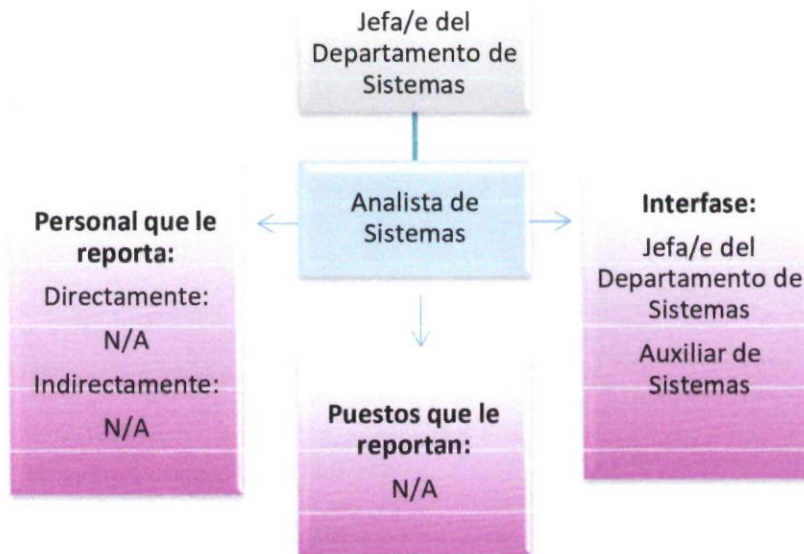 Jefa/e del
Departamento de
Sistemas
Analista de
Sistemas
Personal que le
reporta:
Directamente:
N/A
Indirectamente:
N/A
Puestos que le
reportan:
N/A
Interfase:
Jefa/e del
Departamento de
Sistemas
Auxiliar de
Sistemas